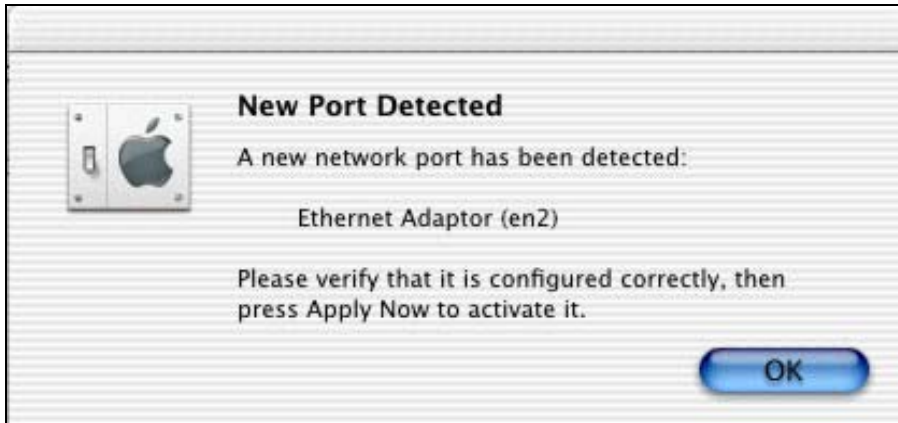 New Port Detected
A new network port has been detected:
Ethernet Adaptor (en2)
Please verify that it is configured correctly, then
press Apply Now to activate it.
OK